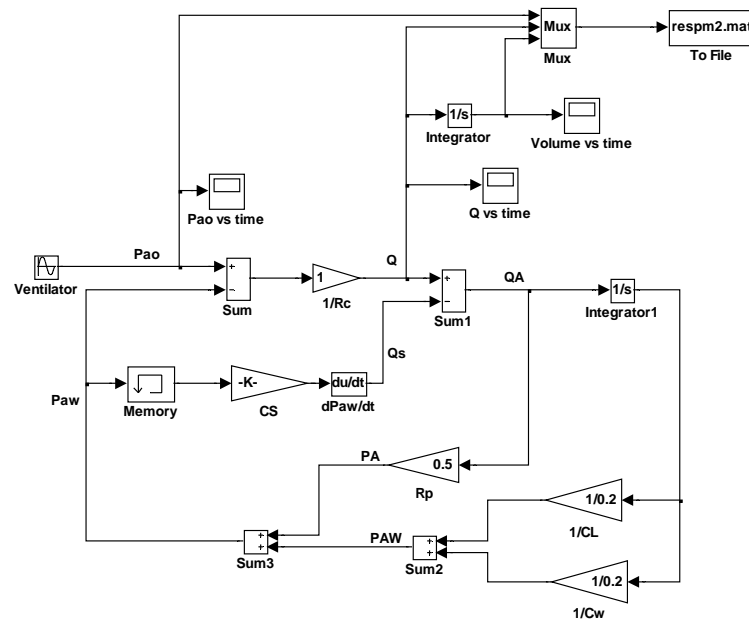 Mux
Mux
respm2.mat
To File
1/s
Integrator
Volume vs time
Pao vs time
Q vs time
Pao
Ventilator
+
−
Sum
1
1/Rc
Q
+
−
Sum1
QA
1/s
Integrator1
Qs
Paw
Memory
-K-
CS
du/dt
dPaw/dt
PA
0.5
Rp
1/0.2
1/CL
+
+
Sum3
PAW
+
+
Sum2
1/0.2
1/Cw